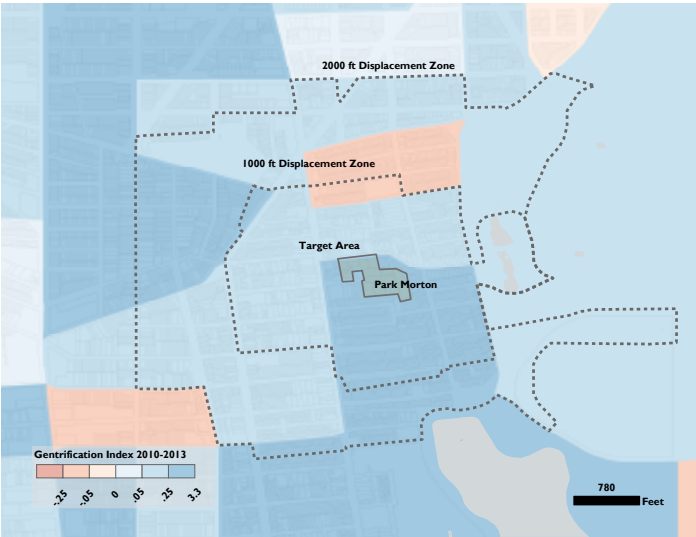 2000 ft Displacement Zone
1000 ft Displacement Zone
Target Area
Park Morton
Gentrification Index 2010-2013
-.25 -.05 0 .05 .25 3.3
780
Feet